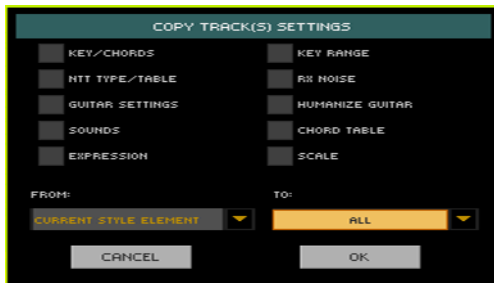 COPY TRACK(S) SETTINGS
KEY/CHORDS
KEY RANGE
NTT TYPE/TABLE
RX NOISE
GUITAR SETTINGS
HUMANIZE GUITAR
SOUNDS
CHORD TABLE
EXPRESSION
SCALE
FROM:
TO:
CURRENT STYLE ELEMENT
ALL
CANCEL
OK